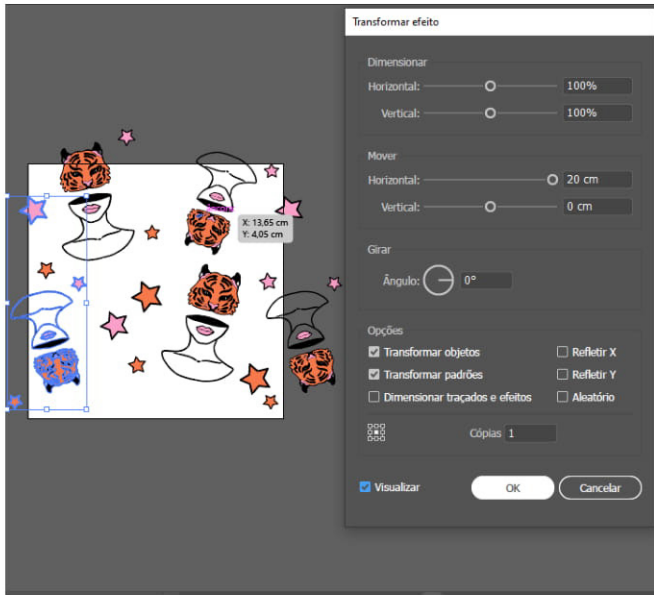 Transformar efeito
Dimensionar
Horizontal: 100%
Vertical: 100%
Mover
Horizontal: 20 cm
Vertical: 0 cm
Girar
Ângulo: 0°
Opções
Transformar objetos Refletir X
Transformar padrões Refletir Y
Dimensionar traçados e efeitos Aleatório
Cópias 1
Visualizar OK Cancelar
X: 13,65 cm
Y: 4,05 cm